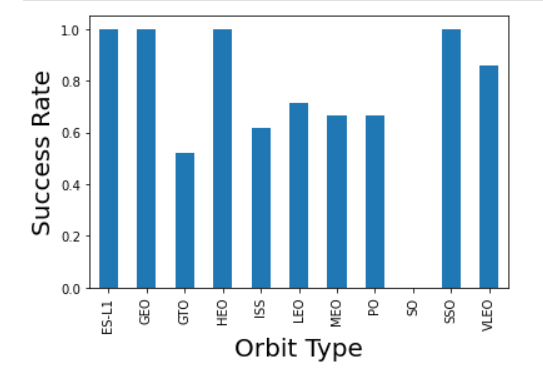 1.0
0.8
0.6
0.4
0.2
0.0
Success Rate
ES-L1
GEO
GTO
HEO
ISS
LEO
MEO
PO
SO
SSO
VLEO
Orbit Type